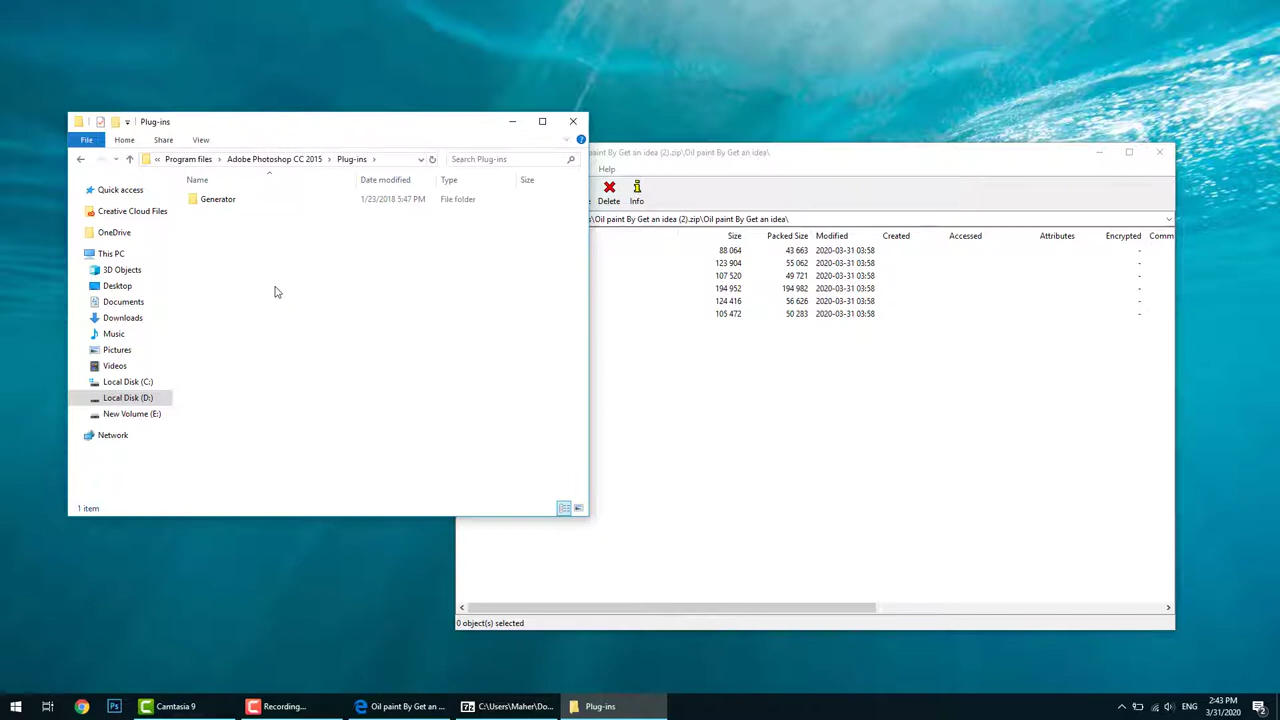 Plug-ins
File Home Share View
« Program files Adobe Photoshop CC 2015 Plug-ins Search Plug-ins
Name Date modified Type Size
Generator 1/23/2018 5:47 PM File folder
Quick access
Creative Cloud Files
OneDrive
This PC
3D Objects
Desktop
Documents
Downloads
Music
Pictures
Videos
Local Disk (C:)
Local Disk (D:)
New Volume (E:)
Network
1 item
paint By Get an idea (2).zip\Oil paint By Get an idea\
Help
Delete Info
\Oil paint By Get an idea (2).zip\Oil paint By Get an idea\
Size Packed Size Modified Created Accessed Attributes Encrypted Comm
88 064 43 663 2020-03-31 03:58 -
123 904 55 062 2020-03-31 03:58 -
107 520 49 721 2020-03-31 03:58 -
194 952 194 982 2020-03-31 03:58 -
124 416 56 626 2020-03-31 03:58 -
105 472 50 283 2020-03-31 03:58 -
0 object(s) selected
Ps Camtasia 9 Recording... Oil paint By Get an ... C:\Users\Maher\Do... Plug-ins
ENG
2:43 PM
3/31/2020
2